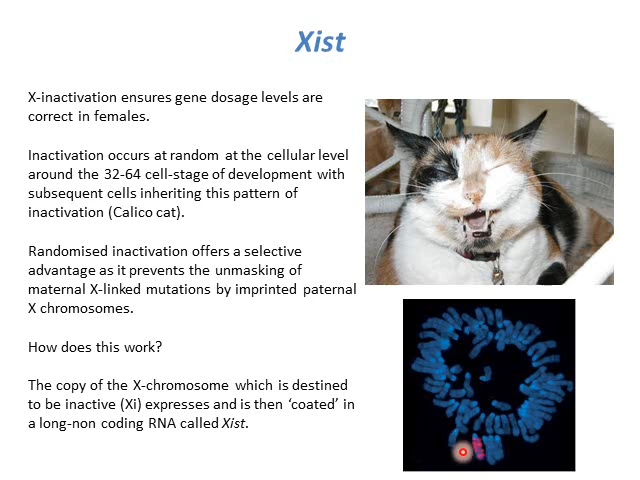 Xist
X-inactivation ensures gene dosage levels are
correct in females.
Inactivation occurs at random at the cellular level
around the 32-64 cell-stage of development with
subsequent cells inheriting this pattern of
inactivation (Calico cat).
Randomised inactivation offers a selective
advantage as it prevents the unmasking of
maternal X-linked mutations by imprinted paternal
X chromosomes.
How does this work?
The copy of the X-chromosome which is destined
to be inactive (Xi) expresses and is then ‘coated’ in
a long-non coding RNA called Xist.